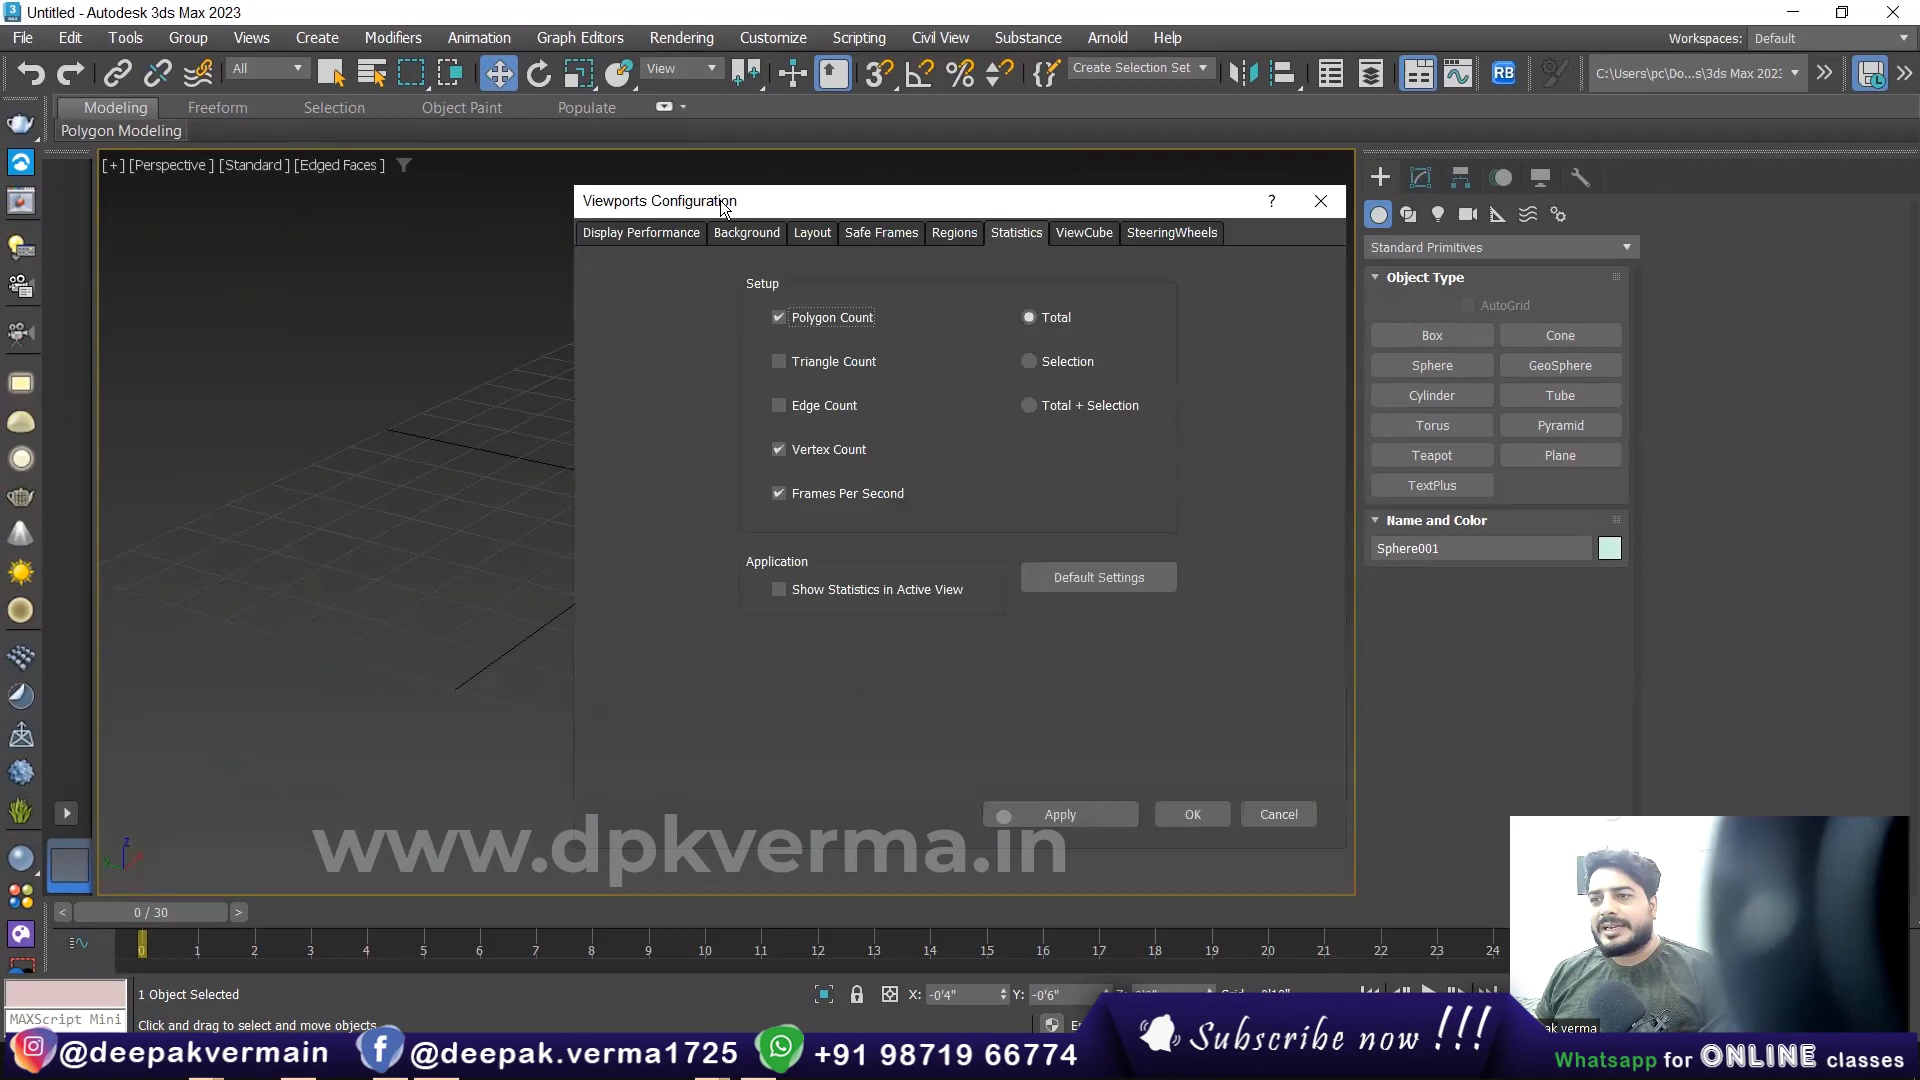 Untitled - Autodesk 3ds Max 2023
File Edit Tools Group Views Create Modifiers Animation Graph Editors Rendering Customize Scripting Civil View Substance Arnold Help Workspaces: Default
All View Create Selection Set RB C:\Users\pc\Do...s\3ds Max 202
Modeling Freeform Selection Object Paint Populate
Polygon Modeling
[+] [Perspective ] [Standard ] [Edged Faces ]
Viewports Configuration ?
Display Performance Background Layout Safe Frames Regions Statistics ViewCube SteeringWheels
Setup
Polygon Count Total
Triangle Count Selection
Edge Count Total + Selection
Vertex Count
Frames Per Second
Application
Show Statistics in Active View
Default Settings
Apply OK Cancel
Standard Primitives
Object Type
AutoGrid
Box Cone
Sphere GeoSphere
Cylinder Tube
Torus Pyramid
Teapot Plane
TextPlus
Name and Color
Sphere001
www.dpkverma.in
< 0 / 30 >
0 1 2 3 4 5 6 7 8 9 10 11 12 13 14 15 16 17 18 19 20 21 22 23 24
1 Object Selected X: -0'4" Y: -0'6"
MAXScript Mini Click and drag to select and move objects
ak verma
@deepakvermain @deepak.verma1725 +91 98719 66774 Subscribe now !!! Whatsapp for ONLINE classes